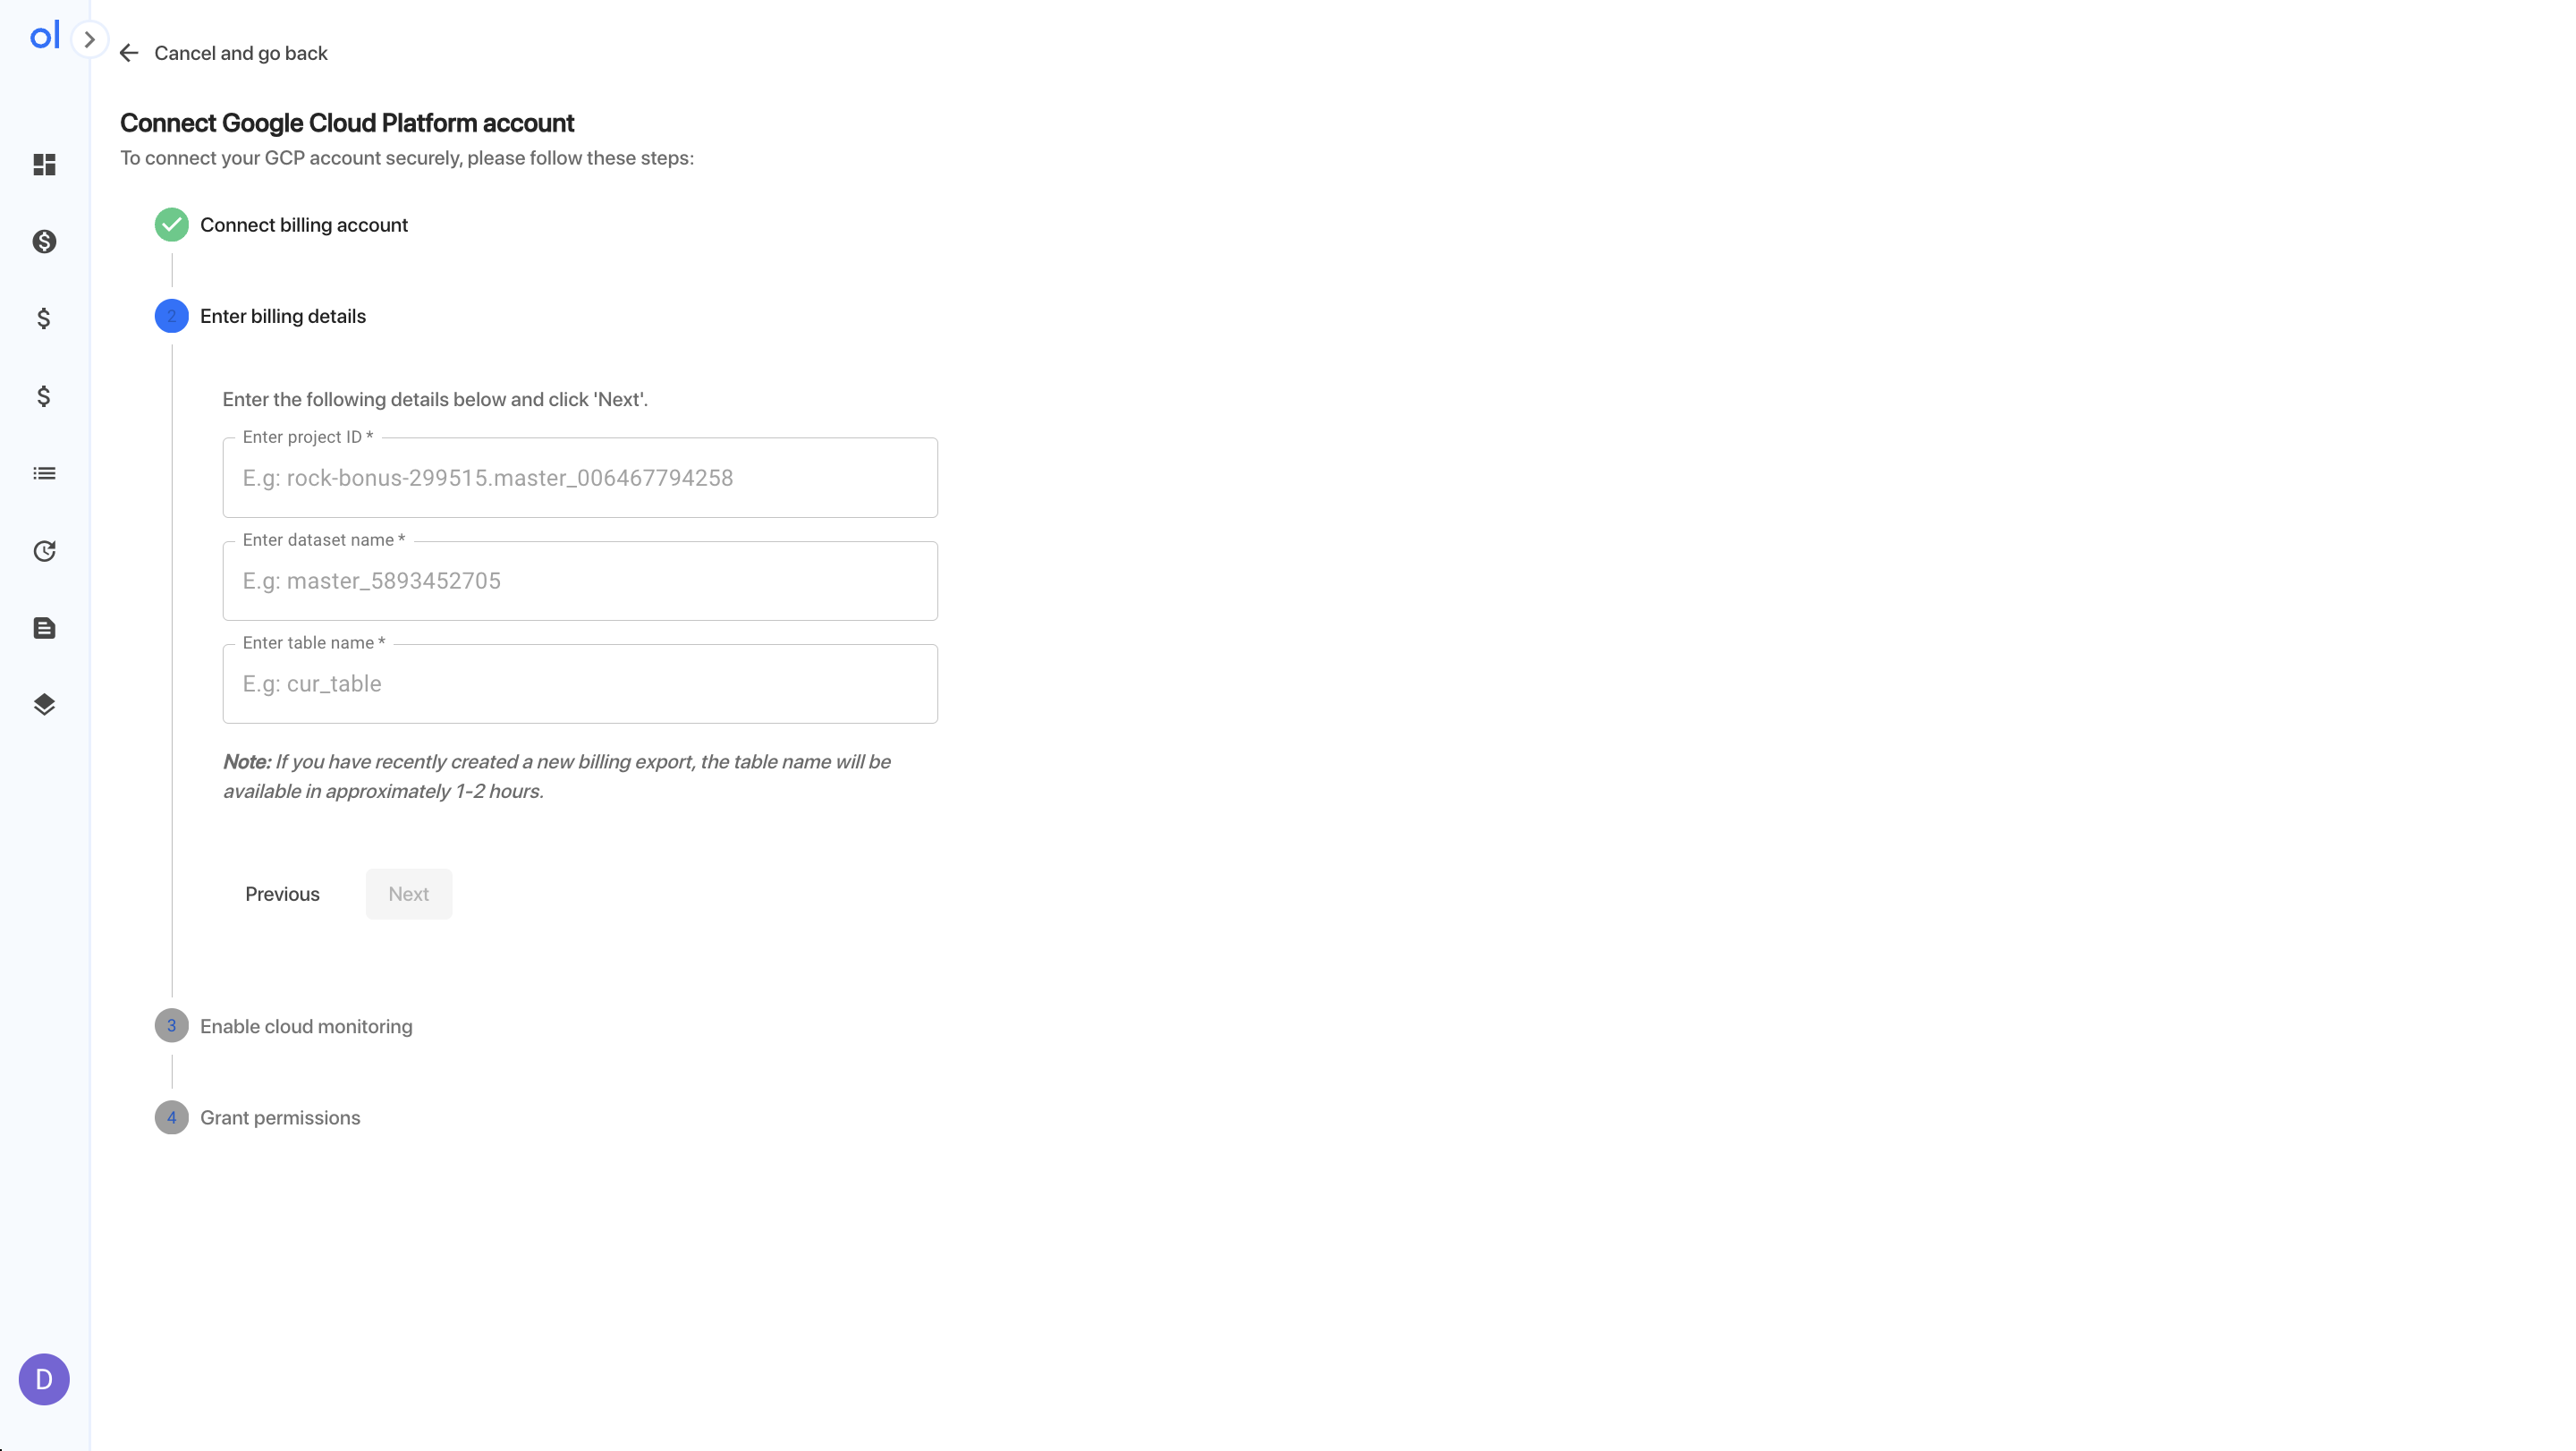 ol
Cancel and go back
Connect Google Cloud Platform account
To connect your GCP account securely, please follow these steps:
Connect billing account
2 Enter billing details
Enter the following details below and click 'Next'.
Enter project ID *
E.g: rock-bonus-299515.master_006467794258
Enter dataset name *
E.g: master_5893452705
Enter table name *
E.g: cur_table
Note: If you have recently created a new billing export, the table name will be
available in approximately 1-2 hours.
Previous Next
3 Enable cloud monitoring
4 Grant permissions
D